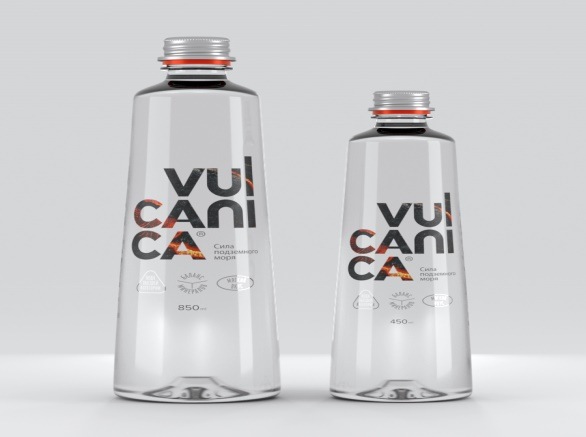 vul
CAni
CA®
Сила
подземного
моря
850
vul
CAni
CA®
Сила
подземного
моря
450